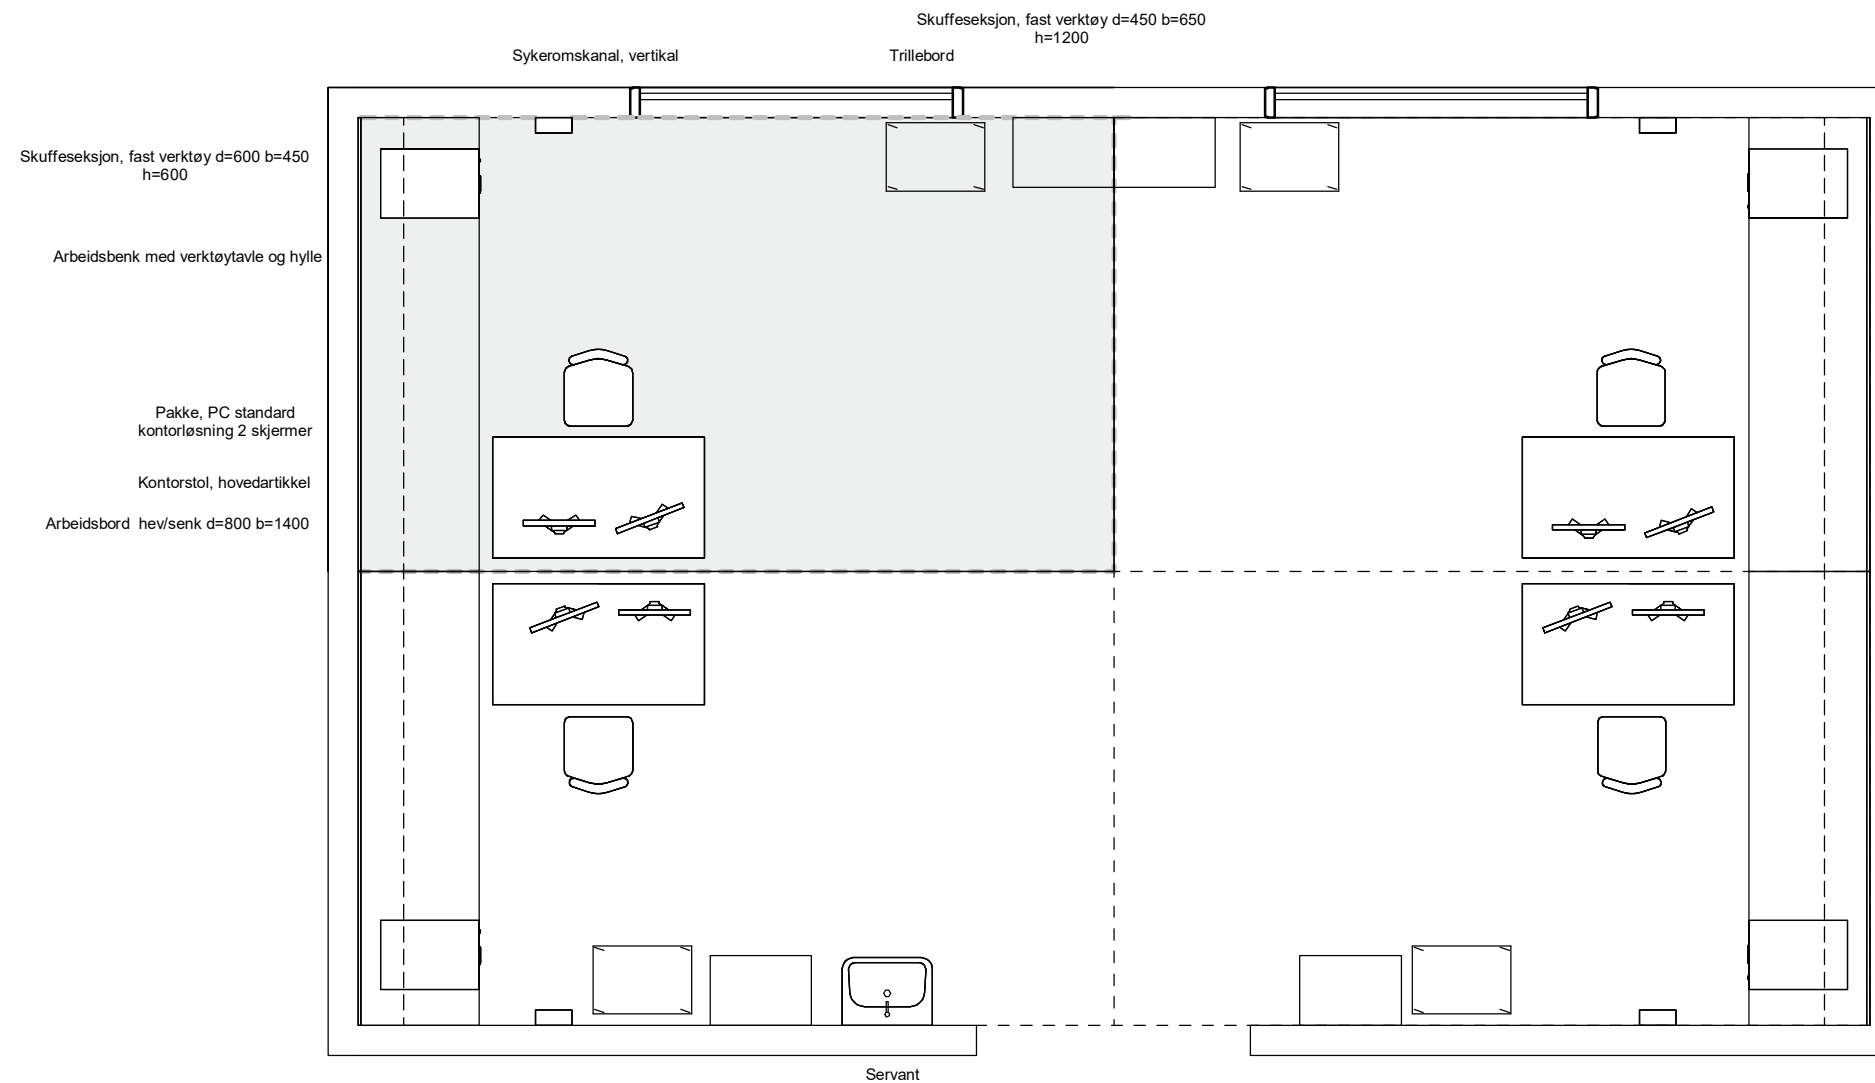 Skuffeseksjon, fast verktøy d=450 b=650
h=1200
Sykeromskanal, vertikal
Trillebord
Skuffeseksjon, fast verktøy d=600 b=450
h=600
Arbeidsbenk med verktøytavle og hylle
Pakke, PC standard
kontorløsning 2 skjermer
Kontorstol, hovedartikkel
Arbeidsbord  hev/senk d=800 b=1400
Servant